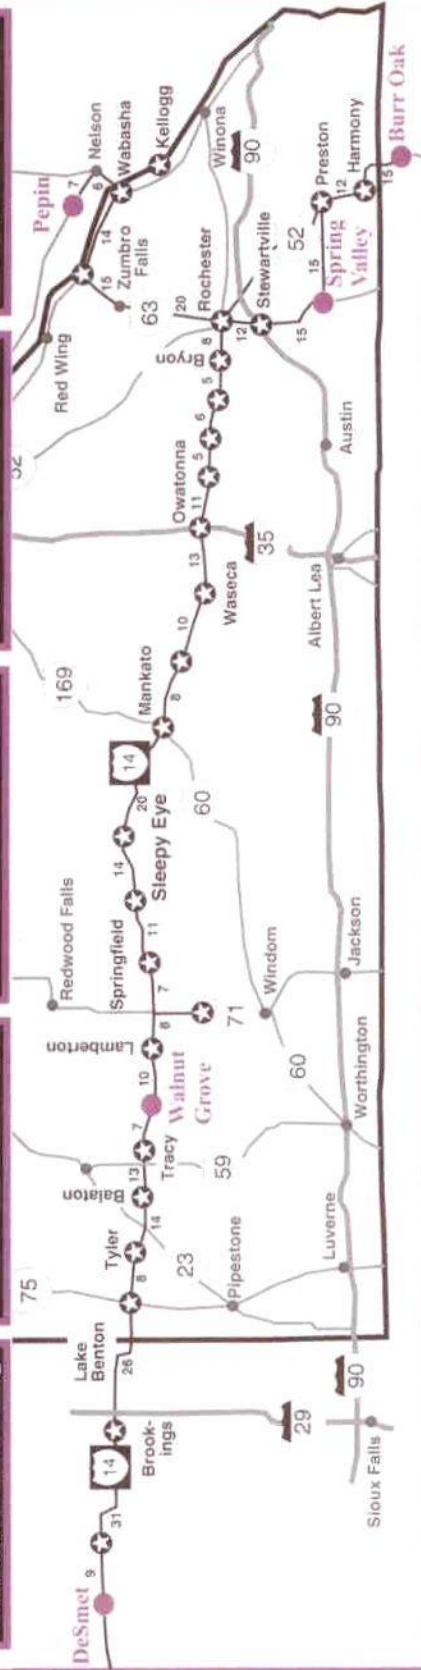 DeSmet
9
31
14
Brook-
ings
29
Sioux Falls
90
26
Lake
Benton
75
8
Tyler
14
Balaton
13
Tracy
7
Walnut
Grove
10
Lamberton
23
Pipestone
59
Luverne
Worthington
60
Windom
Jackson
71
6
7
Redwood Falls
Springfield
11
14
Sleepy Eye
20
14
60
90
169
Mankato
8
10
Waseca
13
35
Owatonna
11
5
6
5
Bryon
8
Albert Lea
Austin
52
Red Wing
Pepin
7
Nelson
6
Wabasha
Kellogg
14
15
Zumbro
Falls
63
20
Rochester
Winona
90
12
Stewartville
52
15
Spring
Valley
15
Preston
12
Harmony
15
Burr Oak